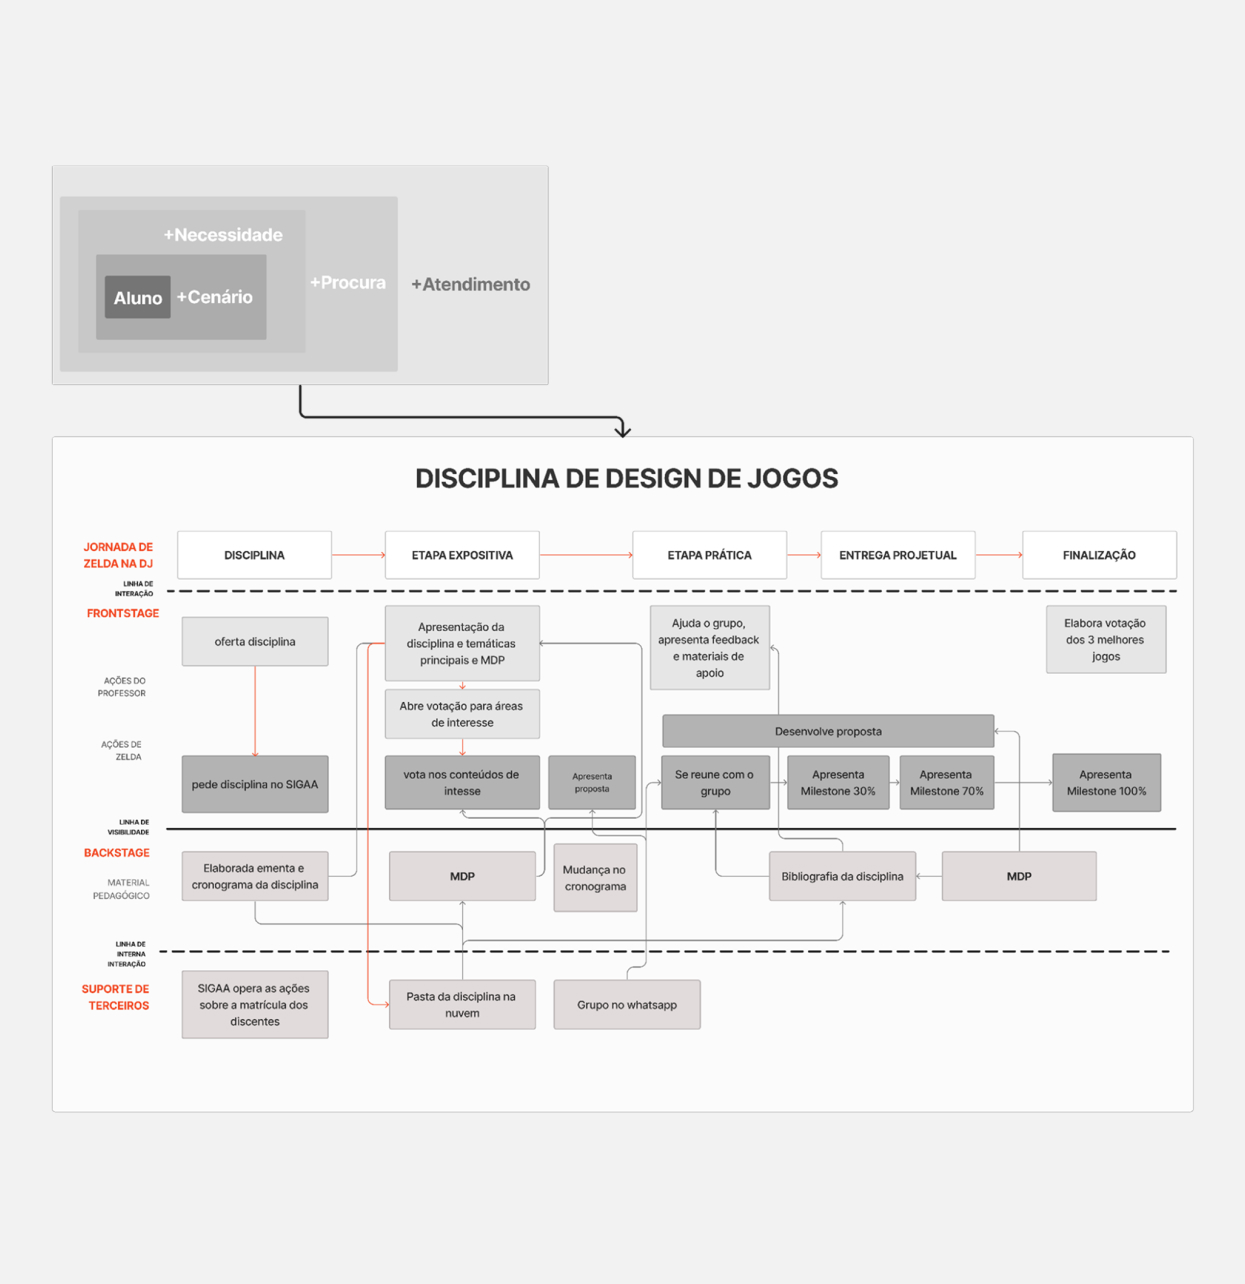 +Necessidade
Aluno
+Cenário
+Procura
+Atendimento
DISCIPLINA DE DESIGN DE JOGOS
JORNADA DE
ZELDA NA DJ
DISCIPLINA
ETAPA EXPOSITIVA
ETAPA PRÁTICA
ENTREGA PROJETUAL
FINALIZAÇÃO
LINHA DE
INTERAÇÃO
FRONTSTAGE
AÇÕES DO
PROFESSOR
oferta disciplina
Apresentação da
disciplina e temáticas
principais e MDP
Abre votação para áreas
de interesse
Ajuda o grupo,
apresenta feedback
e materiais de
apoio
Elabora votação
dos 3 melhores
jogos
AÇÕES DE
ZELDA
Desenvolve proposta
pede disciplina no SIGAA
vota nos conteúdos de
intesse
Apresenta
proposta
Se reune com o
grupo
Apresenta
Milestone 30%
Apresenta
Milestone 70%
Apresenta
Milestone 100%
LINHA DE
VISIBILIDADE
BACKSTAGE
MATERIAL
PEDAGÓGICO
Elaborada ementa e
cronograma da disciplina
MDP
Mudança no
cronograma
Bibliografia da disciplina
MDP
LINHA DE
INTERNA
INTERAÇÃO
SUPORTE DE
TERCEIROS
SIGAA opera as ações
sobre a matrícula dos
discentes
Pasta da disciplina na
nuvem
Grupo no whatsapp